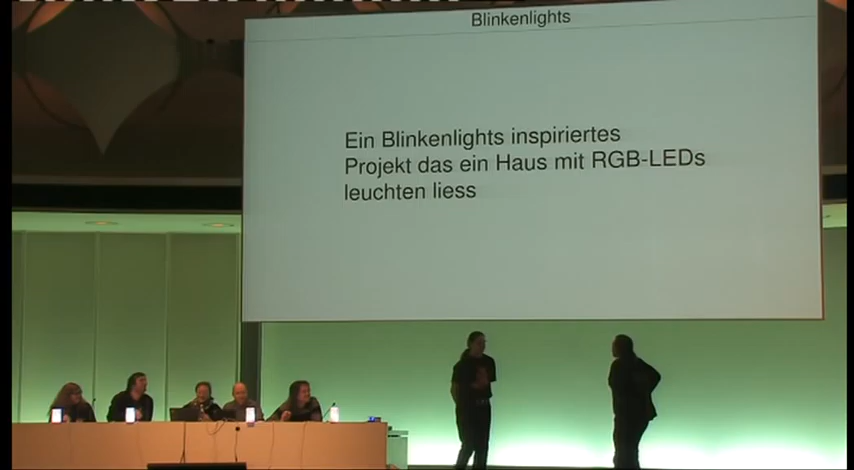 Blinkenlights
Ein Blinkenlights inspiriertes
Projekt das ein Haus mit RGB-LEDs
leuchten liess